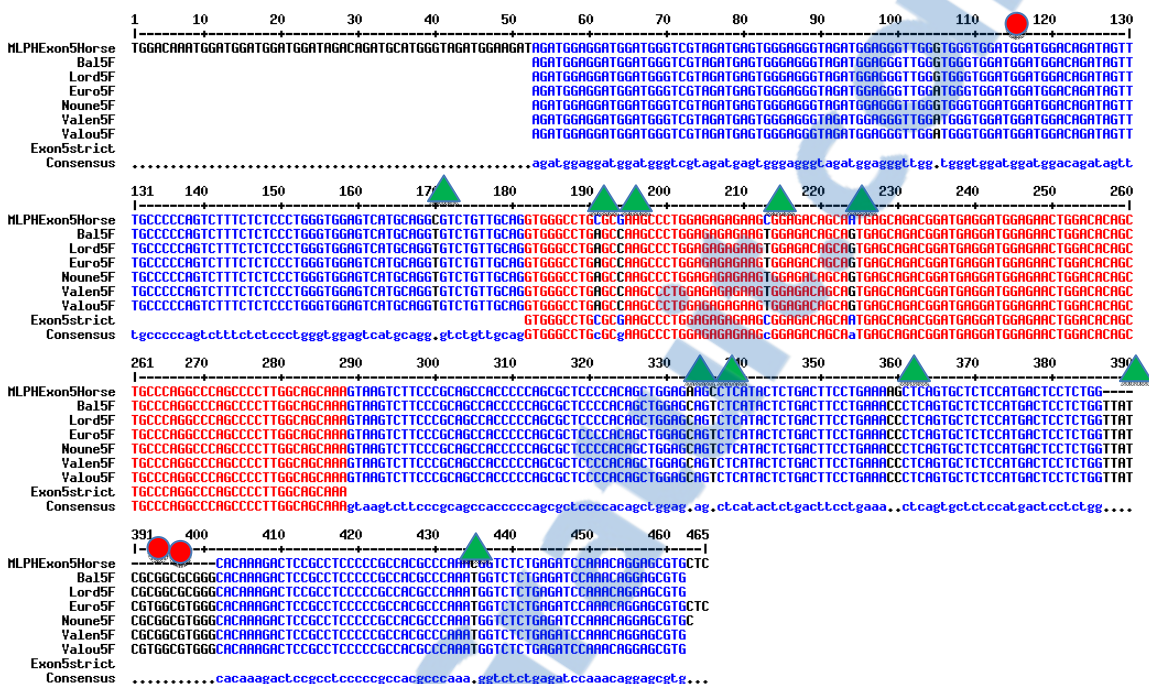 1 10 20 30 40 50 60 70 80 90 100 110 120 130
MLPHExon5Horse TGGACAAATGGATGGATGGATGGATAGACAGATGCATGGGTAGATGGAAGATAGATGGAGGATGGATGGGTCGTAGATGAGTGGGAGGGTAGATGGAGGGTTGGGTGGGTGGATGGATGGACAGATAGTT
Bal5F AGATGGAGGATGGATGGGTCGTAGATGAGTGGGAGGGTAGATGGAGGGTTGGGTGGGTGGATGGATGGACAGATAGTT
Lord5F AGATGGAGGATGGATGGGTCGTAGATGAGTGGGAGGGTAGATGGAGGGTTGGGTGGGTGGATGGATGGACAGATAGTT
Euro5F AGATGGAGGATGGATGGGTCGTAGATGAGTGGGAGGGTAGATGGAGGGTTGGATGGGTGGATGGATGGACAGATAGTT
Noune5F AGATGGAGGATGGATGGGTCGTAGATGAGTGGGAGGGTAGATGGAGGGTTGGGTGGGTGGATGGATGGACAGATAGTT
Valen5F AGATGGAGGATGGATGGGTCGTAGATGAGTGGGAGGGTAGATGGAGGGTTGGATGGGTGGATGGATGGACAGATAGTT
Valou5F AGATGGAGGATGGATGGGTCGTAGATGAGTGGGAGGGTAGATGGAGGGTTGGATGGGTGGATGGATGGACAGATAGTT
Exon5strict
Consensus ....................................................agatggaggatggatgggtcgtagatgagtgggagggtagatggagggttgg.tgggtggatggatggacagatagtt
131 140 150 160 170 180 190 200 210 220 230 240 250 260
MLPHExon5Horse TGCCCCCAGTCTTTCTCTCCCTGGGTGGAGTCATGCAGGCGTCTGTTGCAGGTGGGCCTGCGCGAAGCCCTGGAGAGAGAAGCGGAGACAGCAATGAGCAGACGGATGAGGATGGAGAACTGGACACAGC
Bal5F TGCCCCCAGTCTTTCTCTCCCTGGGTGGAGTCATGCAGGTGTCTGTTGCAGGTGGGCCTGAGCCAAGCCCTGGAGAGAGAAGTGGAGACAGCAGTGAGCAGACGGATGAGGATGGAGAACTGGACACAGC
Lord5F TGCCCCCAGTCTTTCTCTCCCTGGGTGGAGTCATGCAGGTGTCTGTTGCAGGTGGGCCTGAGCCAAGCCCTGGAGAGAGAAGTGGAGACAGCAGTGAGCAGACGGATGAGGATGGAGAACTGGACACAGC
Euro5F TGCCCCCAGTCTTTCTCTCCCTGGGTGGAGTCATGCAGGTGTCTGTTGCAGGTGGGCCTGAGCCAAGCCCTGGAGAGAGAAGTGGAGACAGCAGTGAGCAGACGGATGAGGATGGAGAACTGGACACAGC
Noune5F TGCCCCCAGTCTTTCTCTCCCTGGGTGGAGTCATGCAGGTGTCTGTTGCAGGTGGGCCTGAGCCAAGCCCTGGAGAGAGAAGTGGAGACAGCAGTGAGCAGACGGATGAGGATGGAGAACTGGACACAGC
Valen5F TGCCCCCAGTCTTTCTCTCCCTGGGTGGAGTCATGCAGGTGTCTGTTGCAGGTGGGCCTGAGCCAAGCCCTGGAGAGAGAAGTGGAGACAGCAGTGAGCAGACGGATGAGGATGGAGAACTGGACACAGC
Valou5F TGCCCCCAGTCTTTCTCTCCCTGGGTGGAGTCATGCAGGTGTCTGTTGCAGGTGGGCCTGAGCCAAGCCCTGGAGAGAGAAGTGGAGACAGCAGTGAGCAGACGGATGAGGATGGAGAACTGGACACAGC
Exon5strict GTGGGCCTGCGCGAAGCCCTGGAGAGAGAAGCGGAGACAGCAATGAGCAGACGGATGAGGATGGAGAACTGGACACAGC
Consensus tgcccccagtctttctctccctgggtggagtcatgcagg.gtctgttgcagGTGGGCCTGcGCgAAGCCCTGGAGAGAGAAGcGGAGACAGCAaTGAGCAGACGGATGAGGATGGAGAACTGGACACAGC
261 270 280 290 300 310 320 330 340 350 360 370 380 390
MLPHExon5Horse TGCCCAGGCCCAGCCCCTTGGCAGCAAAGTAAGTCTTCCCGCAGCCACCCCCAGCGCTCCCCACAGCTGGAGAAGCCTCATACTCTGACTTCCTGAAAAGCTCAGTGCTCTCCATGACTCCTCTGG----
Bal5F TGCCCAGGCCCAGCCCCTTGGCAGCAAAGTAAGTCTTCCCGCAGCCACCCCCAGCGCTCCCCACAGCTGGAGCAGTCTCATACTCTGACTTCCTGAAACCCTCAGTGCTCTCCATGACTCCTCTGGTTAT
Lord5F TGCCCAGGCCCAGCCCCTTGGCAGCAAAGTAAGTCTTCCCGCAGCCACCCCCAGCGCTCCCCACAGCTGGAGCAGTCTCATACTCTGACTTCCTGAAACCCTCAGTGCTCTCCATGACTCCTCTGGTTAT
Euro5F TGCCCAGGCCCAGCCCCTTGGCAGCAAAGTAAGTCTTCCCGCAGCCACCCCCAGCGCTCCCCACAGCTGGAGCAGTCTCATACTCTGACTTCCTGAAACCCTCAGTGCTCTCCATGACTCCTCTGGTTAT
Noune5F TGCCCAGGCCCAGCCCCTTGGCAGCAAAGTAAGTCTTCCCGCAGCCACCCCCAGCGCTCCCCACAGCTGGAGCAGTCTCATACTCTGACTTCCTGAAACCCTCAGTGCTCTCCATGACTCCTCTGGTTAT
Valen5F TGCCCAGGCCCAGCCCCTTGGCAGCAAAGTAAGTCTTCCCGCAGCCACCCCCAGCGCTCCCCACAGCTGGAGCAGTCTCATACTCTGACTTCCTGAAACCCTCAGTGCTCTCCATGACTCCTCTGGTTAT
Valou5F TGCCCAGGCCCAGCCCCTTGGCAGCAAAGTAAGTCTTCCCGCAGCCACCCCCAGCGCTCCCCACAGCTGGAGCAGTCTCATACTCTGACTTCCTGAAACCCTCAGTGCTCTCCATGACTCCTCTGGTTAT
Exon5strict TGCCCAGGCCCAGCCCCTTGGCAGCAAA
Consensus TGCCCAGGCCCAGCCCCTTGGCAGCAAAgtaagtcttcccgcagccacccccagcgctccccacagctggag.ag.ctcatactctgacttcctgaaa..ctcagtgctctccatgactcctctgg....
391 400 410 420 430 440 450 460 465
MLPHExon5Horse -----------CACAAAGACTCCGCCTCCCCCGCCACGCCCAAACGGTCTCTGAGATCCAAACAGGAGCGTGCTC
Bal5F CGCGGCGCGGGCACAAAGACTCCGCCTCCCCCGCCACGCCCAAATGGTCTCTGAGATCCAAACAGGAGCGTG
Lord5F CGCGGCGCGGGCACAAAGACTCCGCCTCCCCCGCCACGCCCAAATGGTCTCTGAGATCCAAACAGGAGCGTG
Euro5F CGTGGCGTGGGCACAAAGACTCCGCCTCCCCCGCCACGCCCAAATGGTCTCTGAGATCCAAACAGGAGCGTGCTC
Noune5F CGCGGCGCGGGCACAAAGACTCCGCCTCCCCCGCCACGCCCAAATGGTCTCTGAGATCCAAACAGGAGCGTGC
Valen5F CGCGGCGTGGGCACAAAGACTCCGCCTCCCCCGCCACGCCCAAATGGTCTCTGAGATCCAAACAGGAGCGTG
Valou5F CGTGGCGTGGGCACAAAGACTCCGCCTCCCCCGCCACGCCCAAATGGTCTCTGAGATCCAAACAGGAGCGTG
Exon5strict
Consensus ...........cacaaagactccgcctcccccgccacgcccaaa.ggtctctgagatccaaacaggagcgtg...